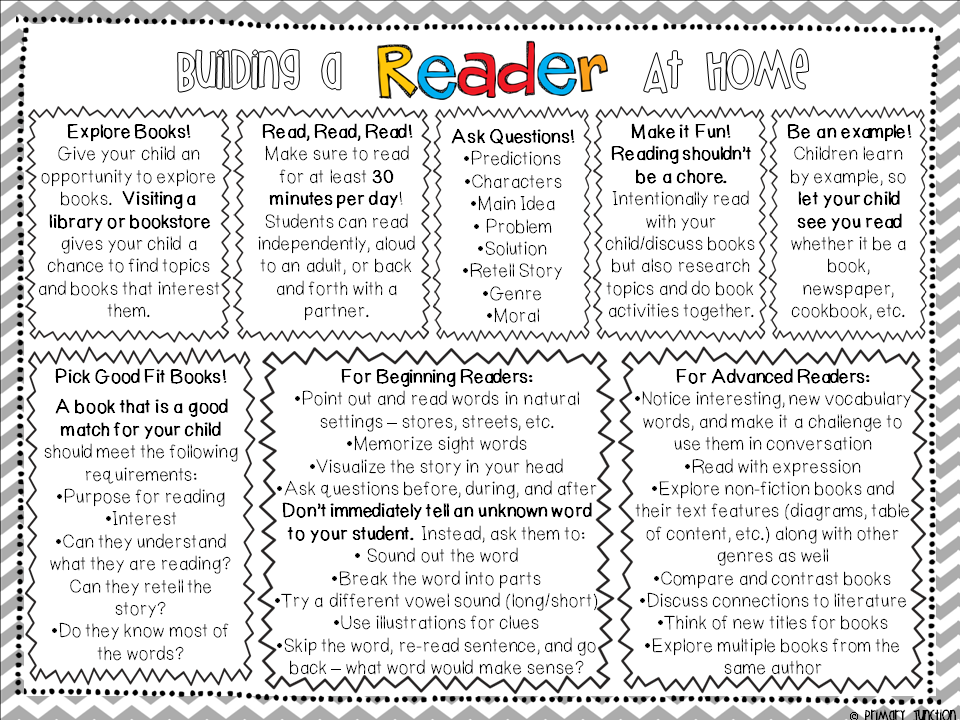 Building a Reader At Home
Explore Books!
Give your child an
opportunity to explore
books. Visiting a
library or bookstore
gives your child a
chance to find topics
and books that interest
them.
Read, Read, Read!
Make sure to read
for at least 30
minutes per day!
Students can read
independently, aloud
to an adult, or back
and forth with a
partner.
Ask Questions!
•Predictions
•Characters
•Main Idea
• Problem
•Solution
•Retell Story
•Genre
•Moral
Make it Fun!
Reading shouldn't
be a chore.
Intentionally read
with your
child/discuss books
but also research
topics and do book
activities together.
Be an example!
Children learn
by example, so
let your child
see you read
whether it be a
book,
newspaper,
cookbook, etc.
Pick Good Fit Books!
A book that is a good
match for your child
should meet the following
requirements:
•Purpose for reading
•Interest
•Can they understand
what they are reading?
Can they retell the
story?
•Do they know most of
the words?
For Beginning Readers:
•Point out and read words in natural
settings – stores, streets, etc.
•Memorize sight words
•Visualize the story in your head
•Ask questions before, during, and after
Don't immediately tell an unknown word
to your student. Instead, ask them to:
• Sound out the word
•Break the word into parts
•Try a different vowel sound (long/short)
•Use illustrations for clues
•Skip the word, re-read sentence, and go
back – what word would make sense?
For Advanced Readers:
•Notice interesting, new vocabulary
words, and make it a challenge to
use them in conversation
•Read with expression
•Explore non-fiction books and
their text features (diagrams, table
of content, etc.) along with other
genres as well
•Compare and contrast books
•Discuss connections to literature
•Think of new titles for books
•Explore multiple books from the
same author
© Primary Junction